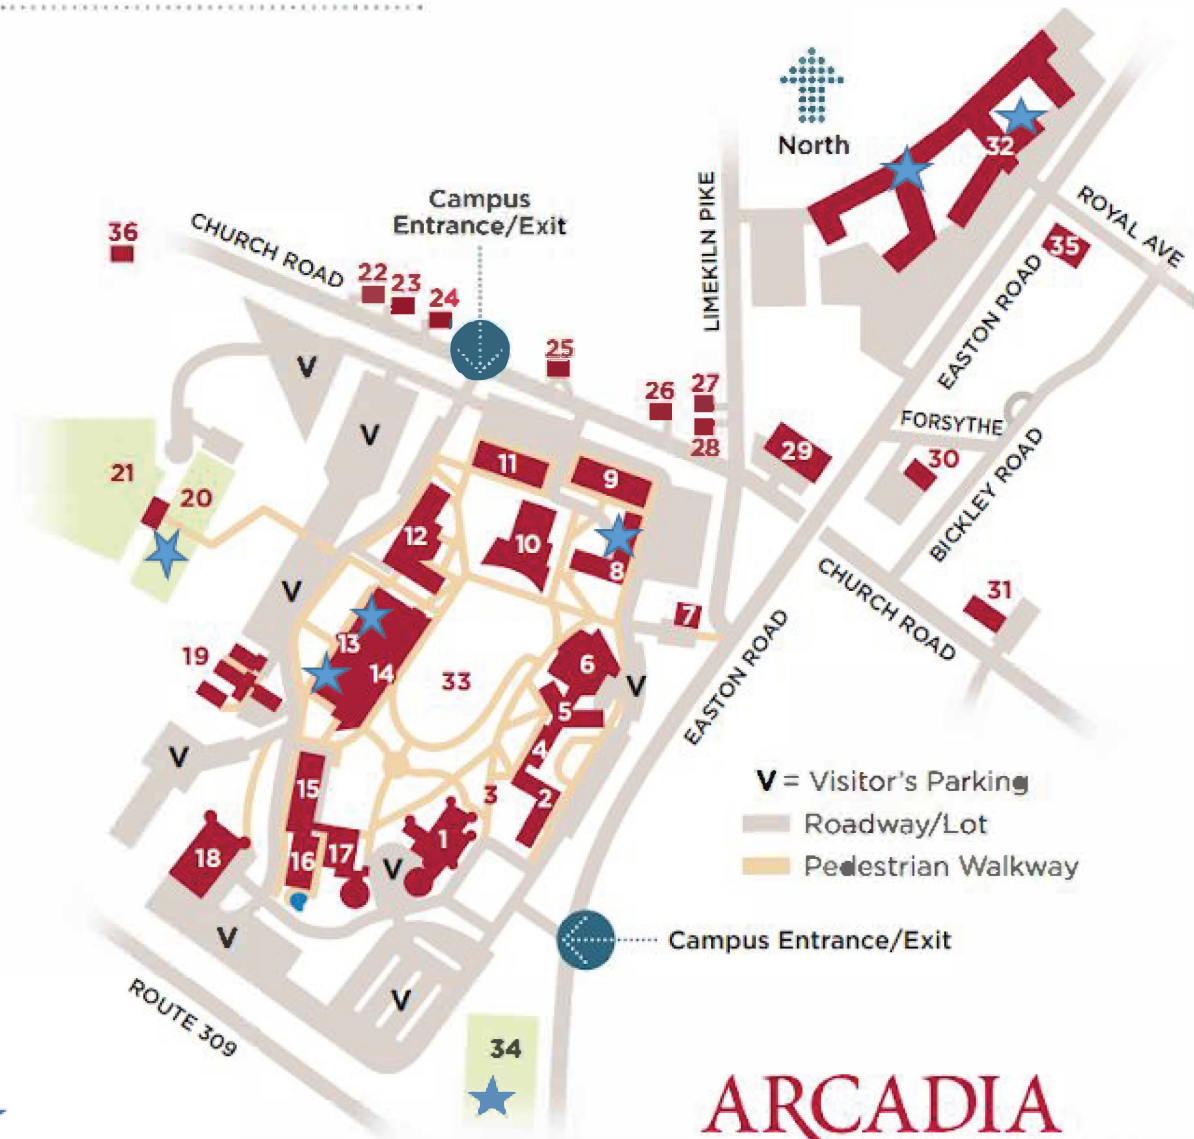 North
32
ROYAL AVE
LIMEKILN PIKE
Campus
Entrance/Exit
36
CHURCH ROAD
22
23
24
35
EASTON ROAD
V
25
26
27
28
V
FORSYTHE
29
30
BICKLEY ROAD
21
20
11
9
12
10
8
CHURCH ROAD
31
V
7
EASTON ROAD
13
14
19
33
6
V
5
V
4
15
3
2
V = Visitor's Parking
Roadway/Lot
Pedestrian Walkway
18
16
17
V
1
V
V
Campus Entrance/Exit
ROUTE 309
34
ARCADIA